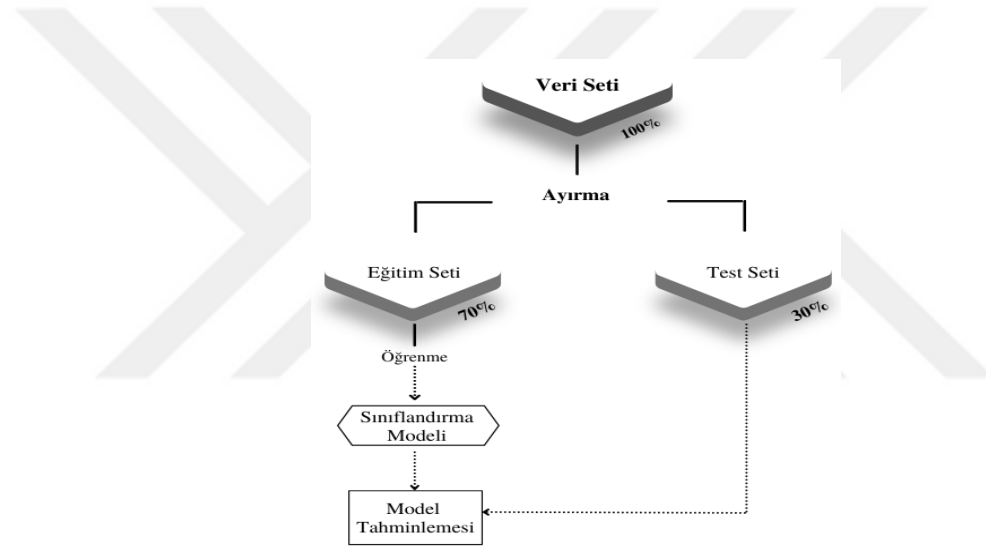 Veri Seti
100%
Ayırma
Eğitim Seti
70%
Test Seti
30%
Öğrenme
Sınıflandırma
Modeli
Model
Tahminlemesi